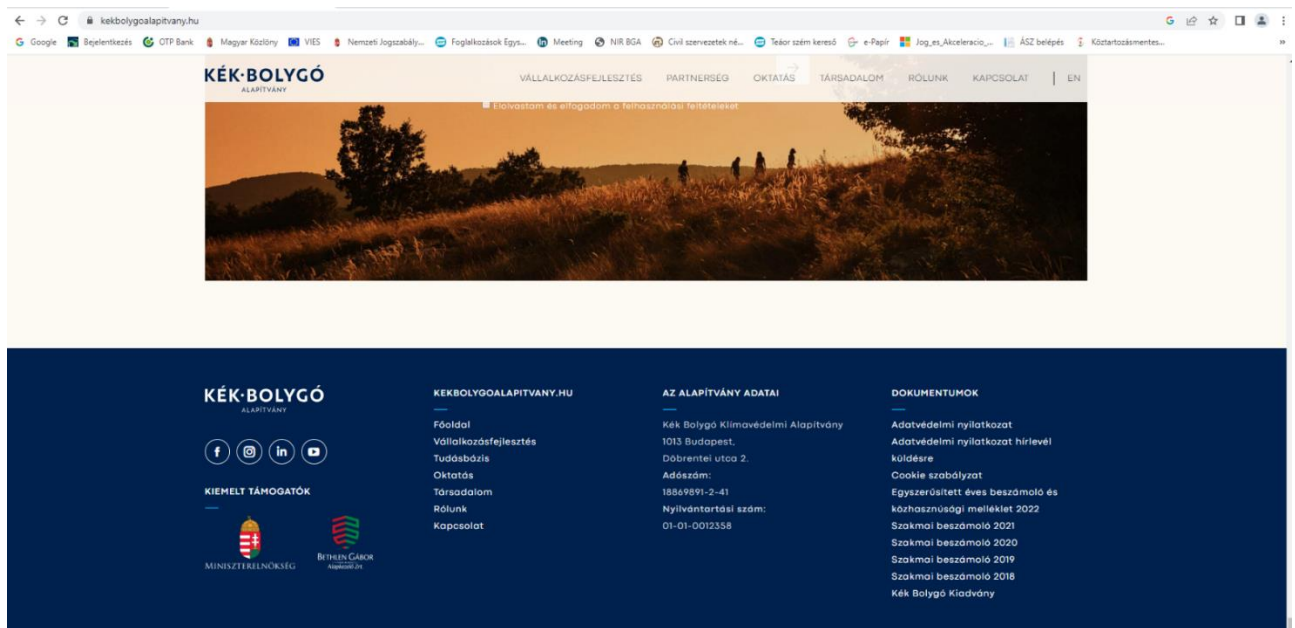 kekbolygoalapitvany.hu
Google Bejelentkezés OTP Bank Magyar Közlöny VIES Nemzeti Jogszabály... Foglalkozások Egys... Meeting NIR BGA Civil szervezetek né... Teáor szém kereső e-Papír Jog_es_Akceleracio_... ÁSZ belépés Köztartozásmentes... »
KÉK·BOLYGÓ
ALAPÍTVÁNY
VÁLLALKOZÁSFEJLESZTÉS PARTNERSÉG OKTATÁS TÁRSADALOM RÓLUNK KAPCSOLAT | EN
Elolvastam és elfogadom a felhasználási feltételeket
KÉK·BOLYGÓ
ALAPÍTVÁNY
KIEMELT TÁMOGATÓK
MINISZTERELNÖKSÉG
BETHLEN GÁBOR
Alapkezelő Zrt.
KEKBOLYGOALAPITVANY.HU
Főoldal
Vállalkozásfejlesztés
Tudásbázis
Oktatás
Társadalom
Rólunk
Kapcsolat
AZ ALAPÍTVÁNY ADATAI
Kék Bolygó Klímavédelmi Alapítvány
1013 Budapest,
Döbrentei utca 2.
Adószám:
18869891-2-41
Nyilvántartási szám:
01-01-0012358
DOKUMENTUMOK
Adatvédelmi nyilatkozat
Adatvédelmi nyilatkozat hírlevél
küldésre
Cookie szabályzat
Egyszerűsített éves beszámoló és
közhasznúsági melléklet 2022
Szakmai beszámoló 2021
Szakmai beszámoló 2020
Szakmai beszámoló 2019
Szakmai beszámoló 2018
Kék Bolygó Kiadvány